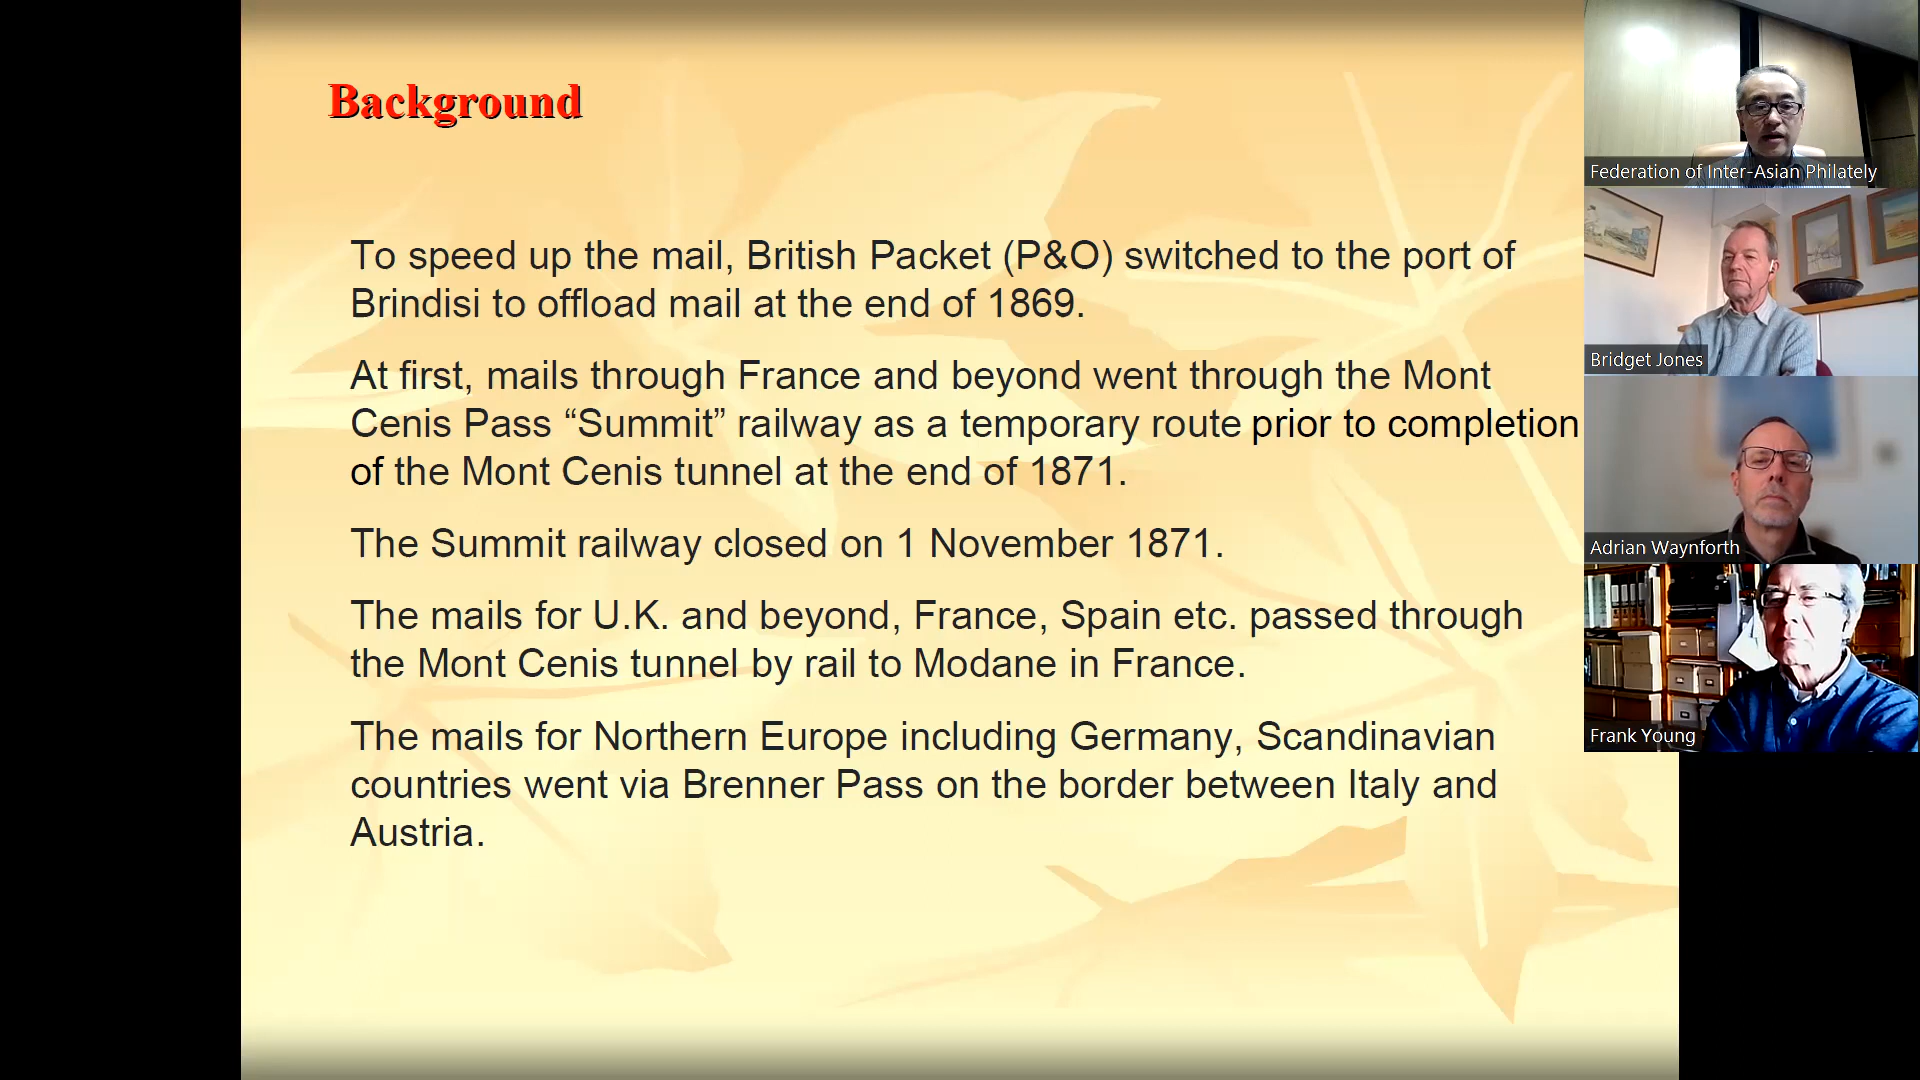 Background
To speed up the mail, British Packet (P&O) switched to the port of
Brindisi to offload mail at the end of 1869.
At first, mails through France and beyond went through the Mont
Cenis Pass “Summit” railway as a temporary route prior to completion
of the Mont Cenis tunnel at the end of 1871.
The Summit railway closed on 1 November 1871.
The mails for U.K. and beyond, France, Spain etc. passed through
the Mont Cenis tunnel by rail to Modane in France.
The mails for Northern Europe including Germany, Scandinavian
countries went via Brenner Pass on the border between Italy and
Austria.
Federation of Inter-Asian Philately
Bridget Jones
Adrian Waynforth
Frank Young